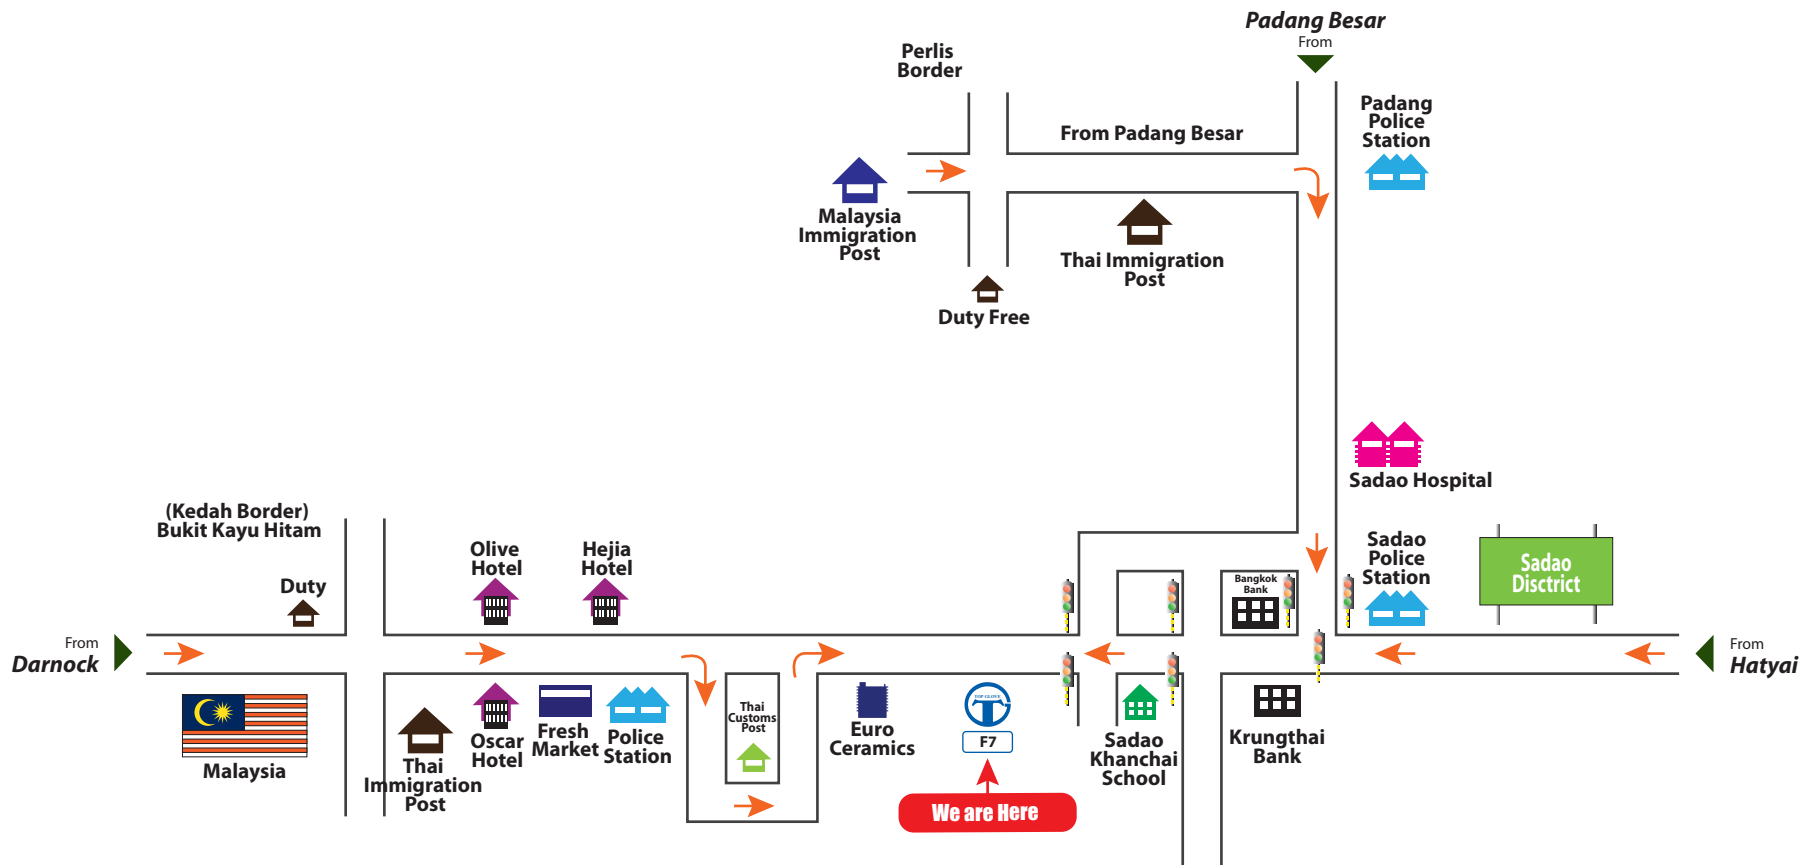 Padang Besar
From
Perlis
Border
Padang
Police
Station
From Padang Besar
Malaysia
Immigration
Post
Thai Immigration
Post
Duty Free
Sadao Hospital
(Kedah Border)
Bukit Kayu Hitam
Duty
Olive
Hotel
Hejia
Hotel
Bangkok
Bank
Sadao
Police
Station
Sadao
Disctrict
From
Darnock
From
Hatyai
Malaysia
Thai
Immigration
Post
Oscar
Hotel
Fresh
Market
Police
Station
Thai
Customs
Post
Euro
Ceramics
TOP GLOVE
F7
We are Here
Sadao
Khanchai
School
Krungthai
Bank